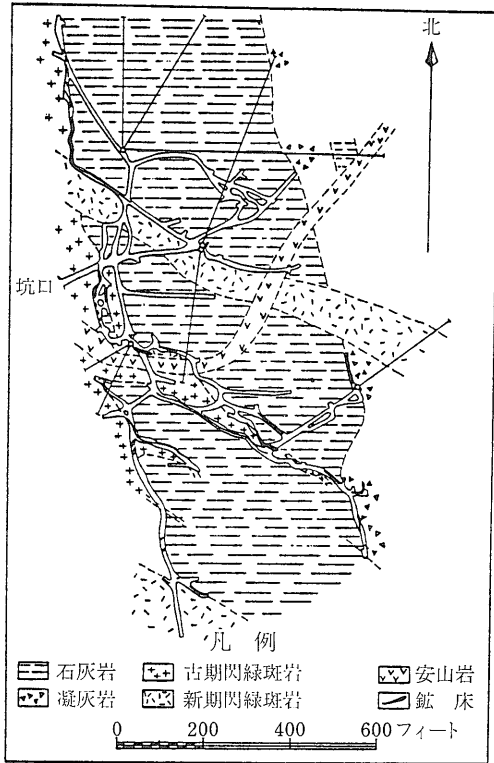 北
坑口
凡例
石灰岩 古期閃緑斑岩 安山岩
凝灰岩 新期閃緑斑岩 鉱床
0 200 400 600フィート